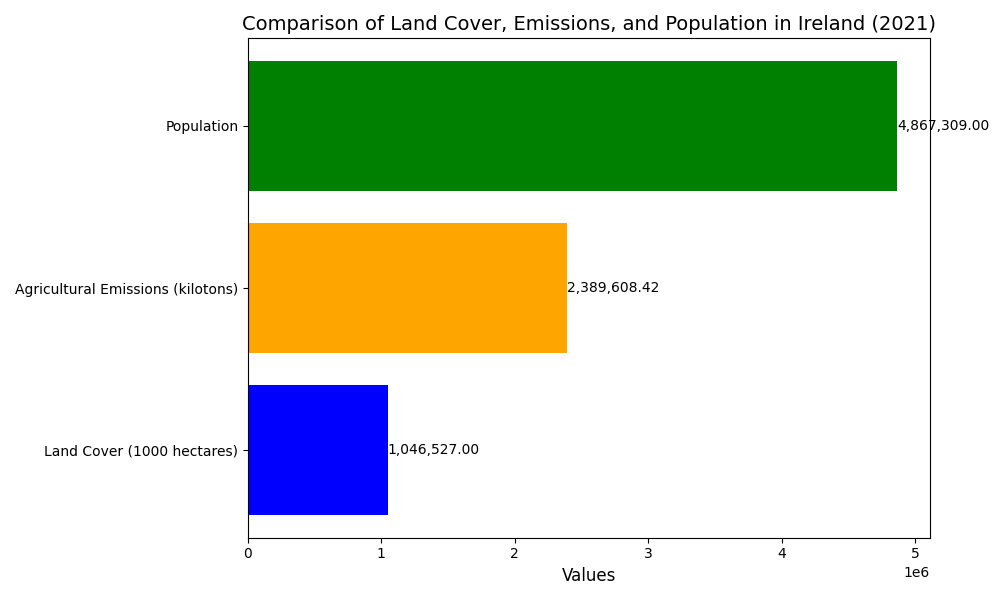 Comparison of Land Cover, Emissions, and Population in Ireland (2021)
Population
4,867,309.00
Agricultural Emissions (kilotons)
2,389,608.42
Land Cover (1000 hectares)
1,046,527.00
0 1 2 3 4 5
1e6
Values